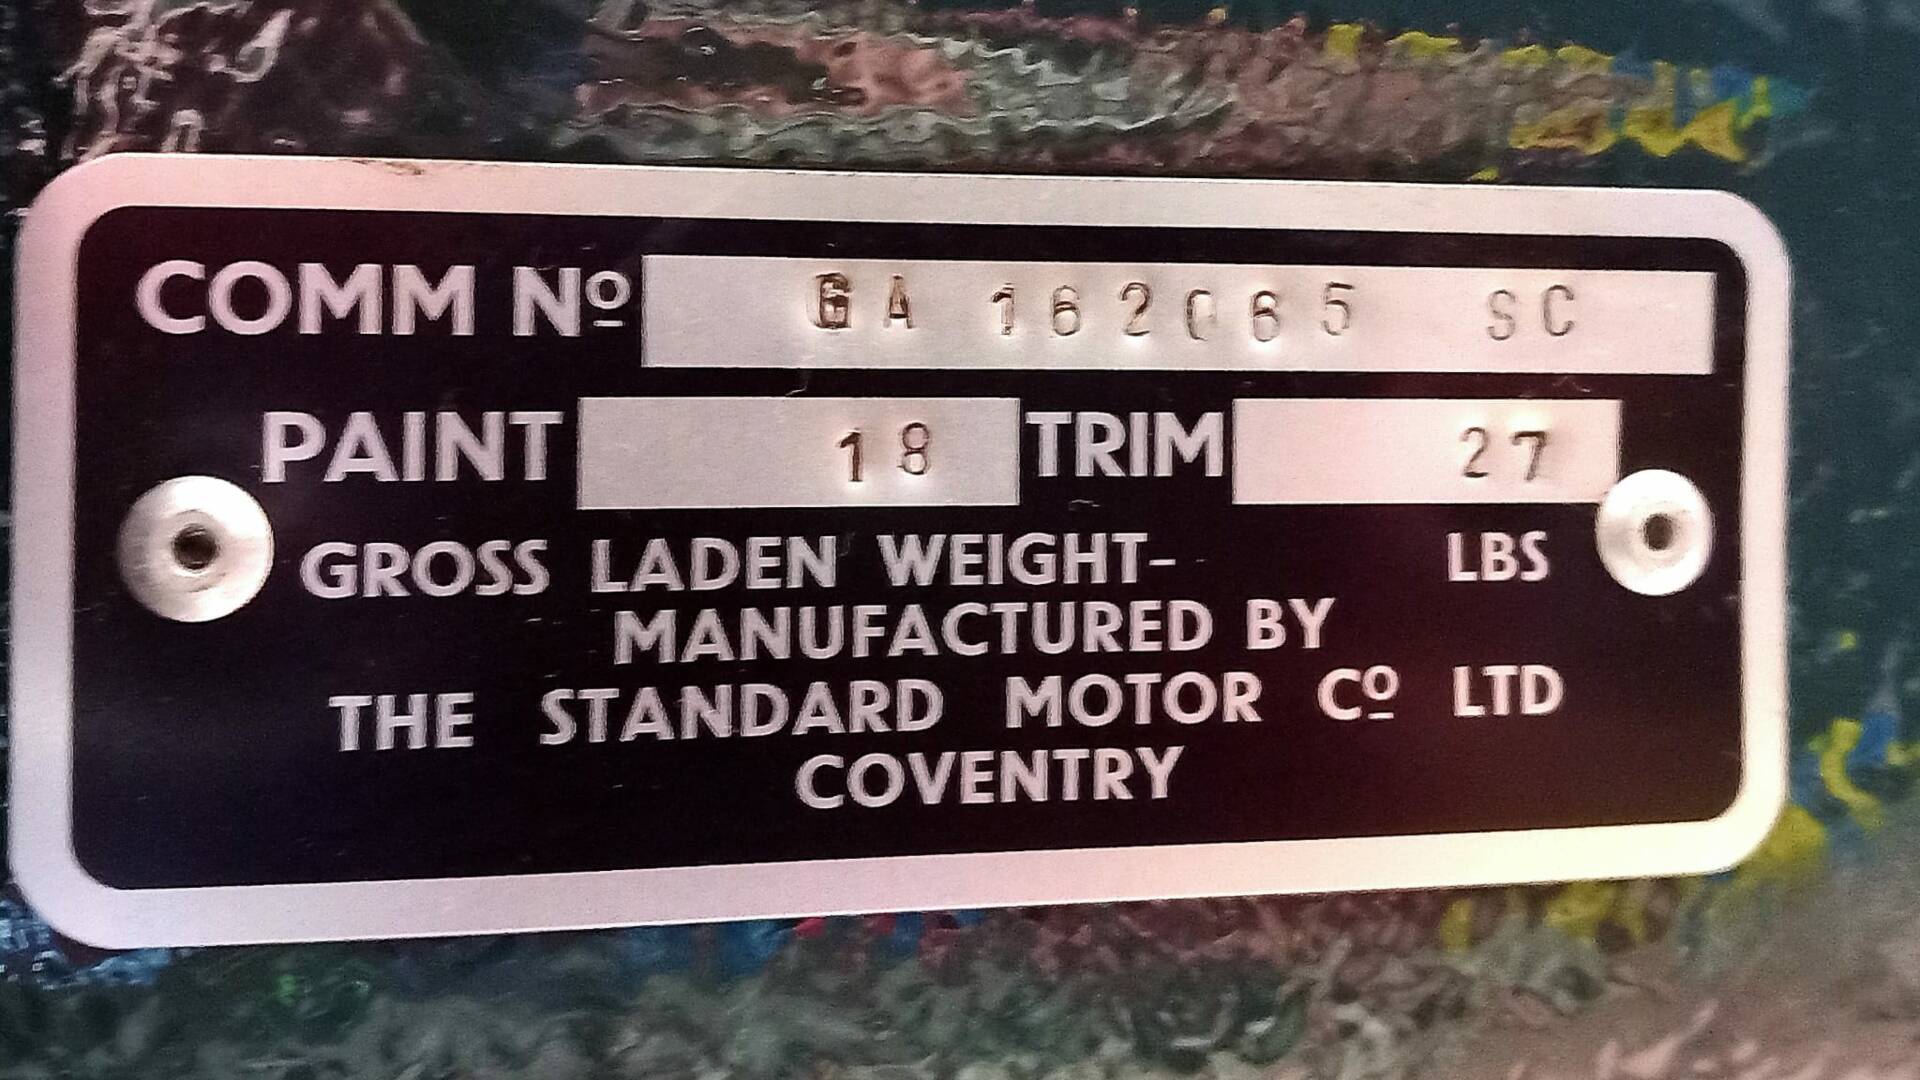 COMM Nº GA 162065 SC
PAINT 18 TRIM 27
GROSS LADEN WEIGHT- LBS
MANUFACTURED BY
THE STANDARD MOTOR Cº LTD
COVENTRY